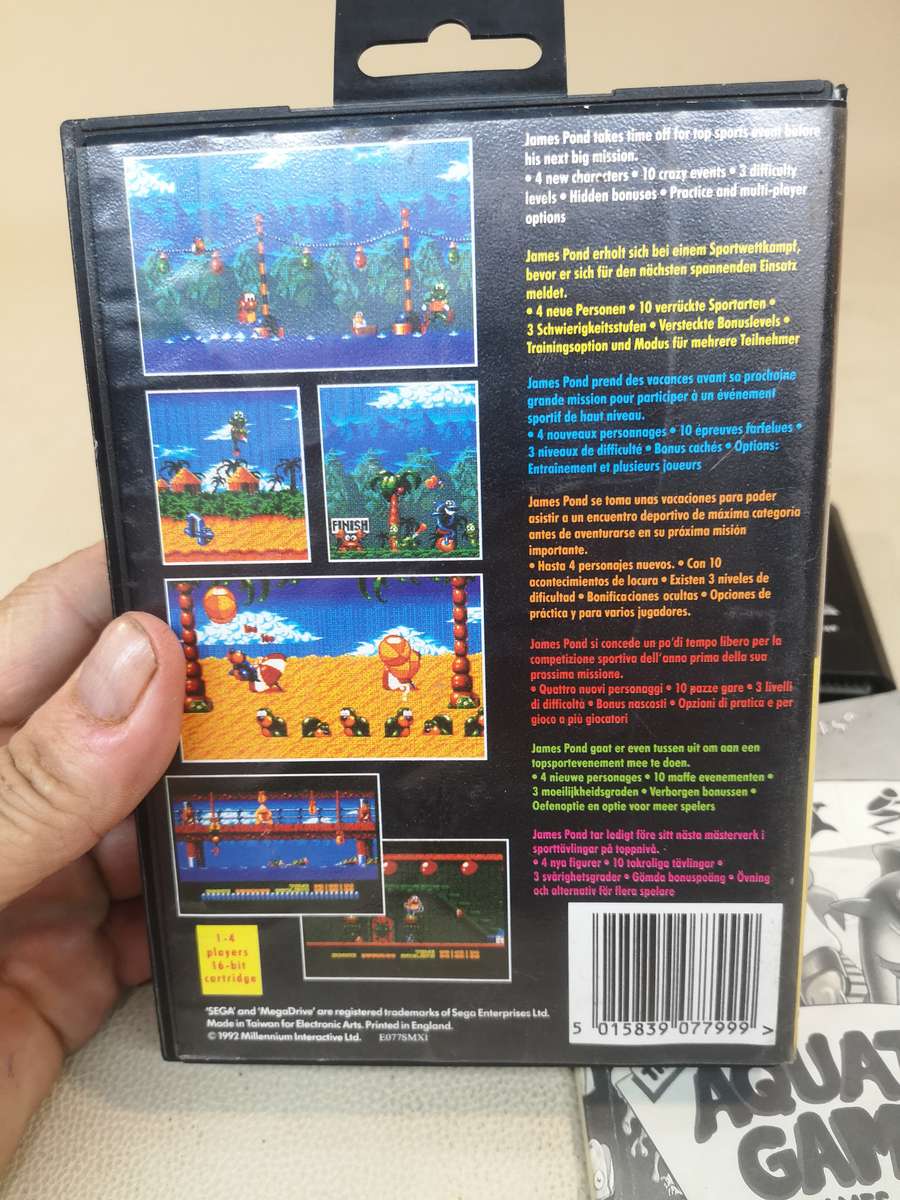 James Pond takes time off for top sports event before
his next big mission.
• 4 new characters • 10 crazy events • 3 difficulty
levels • Hidden bonuses • Practice and multi-player
options
James Pond erholt sich bei einem Sportwettkampf,
bevor er sich für den nächsten spannenden Einsatz
meldet.
• 4 neue Personen • 10 verrückte Sportarten •
3 Schwierigkeitsstufen • Versteckte Bonuslevels •
Trainingsoption und Modus für mehrere Teilnehmer
James Pond prend des vacances avant sa prochaine
grande mission pour participer à un événement
sportif de haut niveau.
• 4 nouveaux personnages • 10 épreuves farfelues •
3 niveaux de difficulté • Bonus cachés • Options:
Entrainement et plusieurs joueurs
James Pond se toma unas vacaciones para poder
asistir a un encuentro deportivo de máxima categoría
antes de aventurarse en su próxima misión
importante.
• Hasta 4 personajes nuevos. • Con 10
acontecimientos de locura • Existen 3 niveles de
dificultad • Bonificaciones ocultas • Opciones de
práctica y para varios jugadores.
James Pond si concede un po'di tempo libero per la
competizione sportiva dell'anno prima della sua
prossima missione.
• Quattro nuovi personaggi • 10 pazze gare • 3 livelli
di difficoltà • Bonus nascosti • Opzioni di pratica e per
gioco a più giocatori
James Pond gaat er even tussen uit om aan een
topsportevenement mee te doen.
• 4 nieuwe personages • 10 maffe evenementen •
3 moeilijkheidsgraden • Verborgen bonussen •
Oefenoptie en optie voor meer spelers
James Pond tar ledigt före sitt nästa mästerverk i
sporttävlingar på toppnivå.
• 4 nya figurer • 10 tokroliga tävlingar •
3 svårighetsgrader • Gömda bonuspoäng • Övning
och alternativ för flera spelare
FINISH
1-4
players
16-bit
cartridge
'SEGA' and 'MegaDrive' are registered trademarks of Sega Enterprises Ltd.
Made in Taiwan for Electronic Arts. Printed in England.
© 1992 Millennium Interactive Ltd. E077SMX1
5 015839 077999 >
AQUAT
GAM